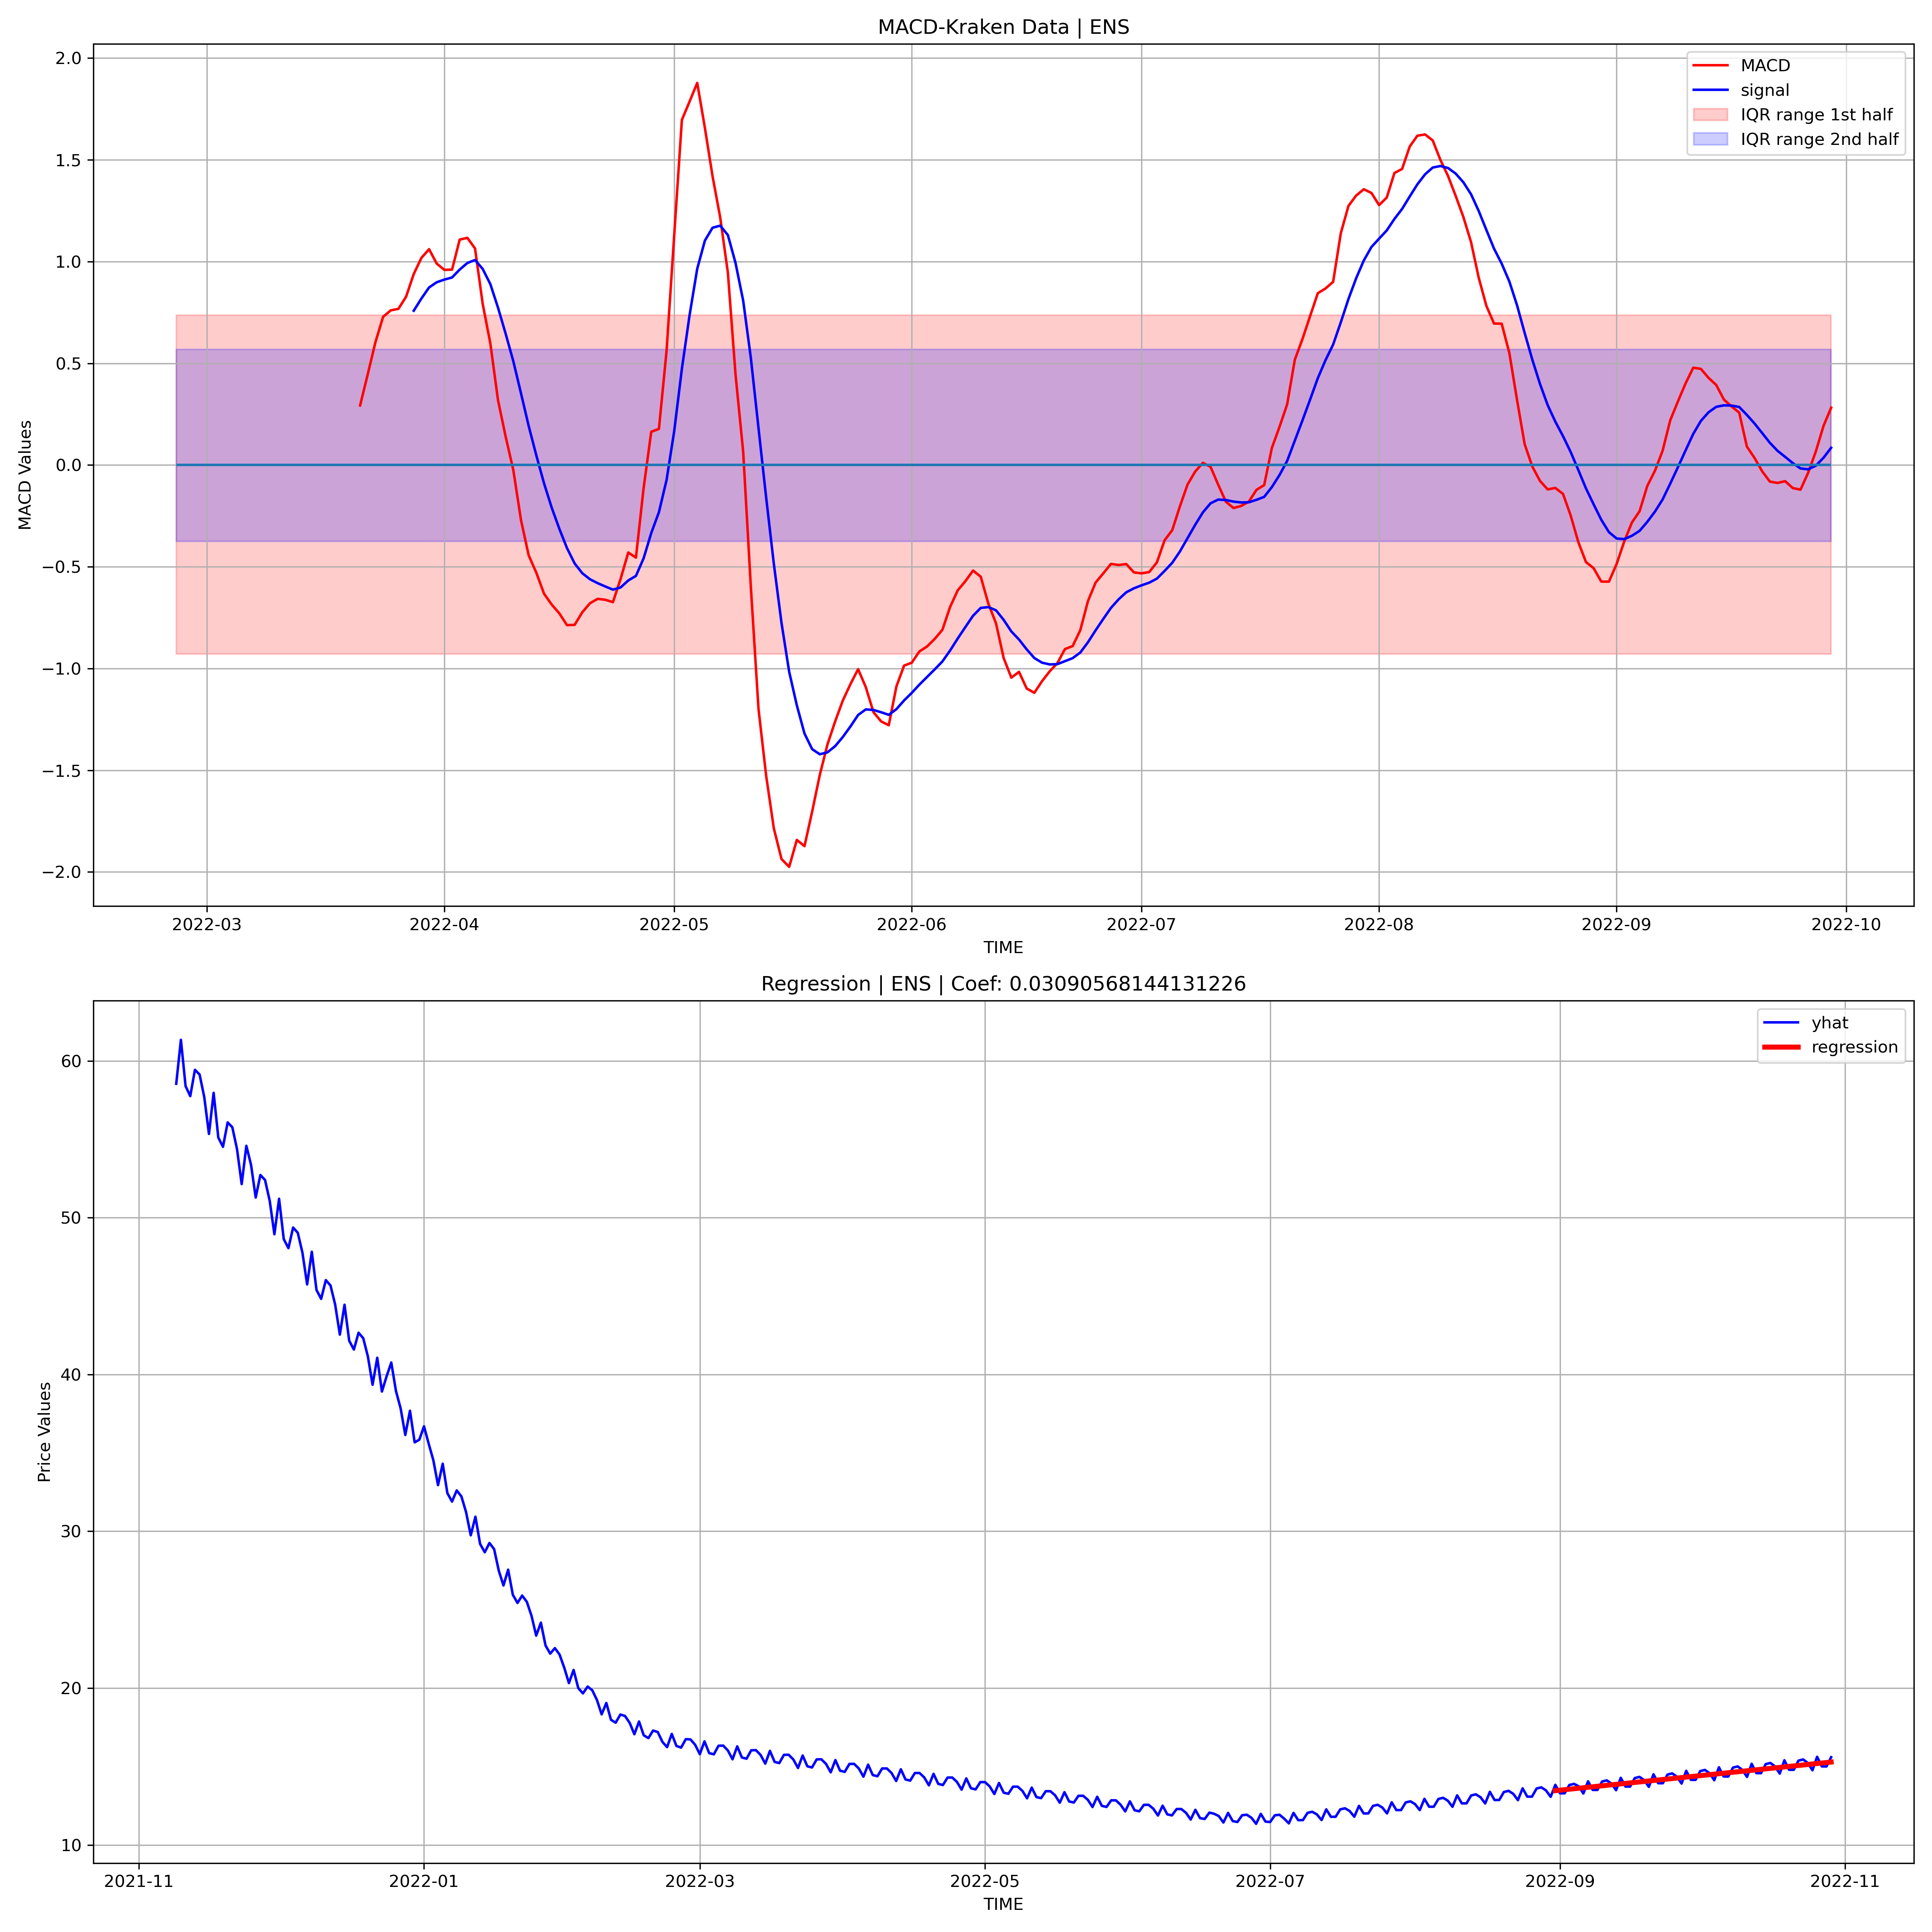 MACD-Kraken Data | ENS
2.0
1.5
1.0
0.5
0.0
−0.5
−1.0
−1.5
−2.0
MACD Values
MACD
signal
IQR range 1st half
IQR range 2nd half
2022-03 2022-04 2022-05 2022-06 2022-07 2022-08 2022-09 2022-10
TIME
Regression | ENS | Coef: 0.03090568144131226
60
50
40
30
20
10
Price Values
yhat
regression
2021-11 2022-01 2022-03 2022-05 2022-07 2022-09 2022-11
TIME